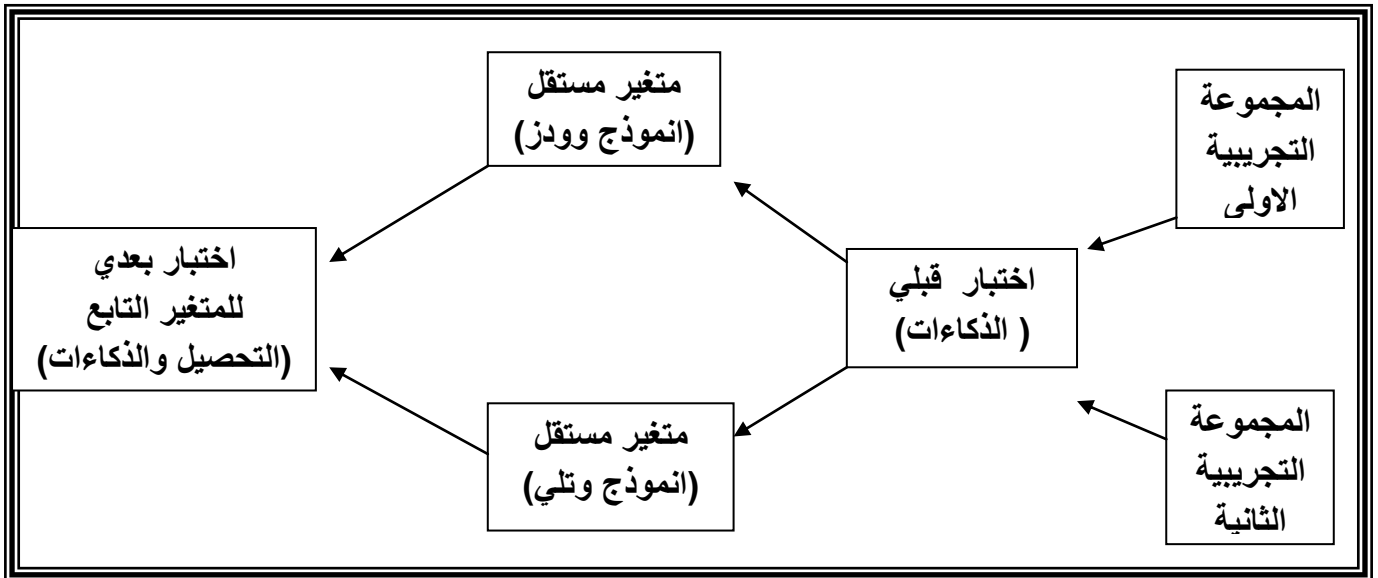 المجموعة
التجريبية
الاولى
المجموعة
التجريبية
الثانية
اختبار قبلي
( الذكاءات)
متغير مستقل
(انموذج وودز)
متغير مستقل
(انموذج وتلي)
اختبار بعدي
للمتغير التابع
(التحصيل والذكاءات)